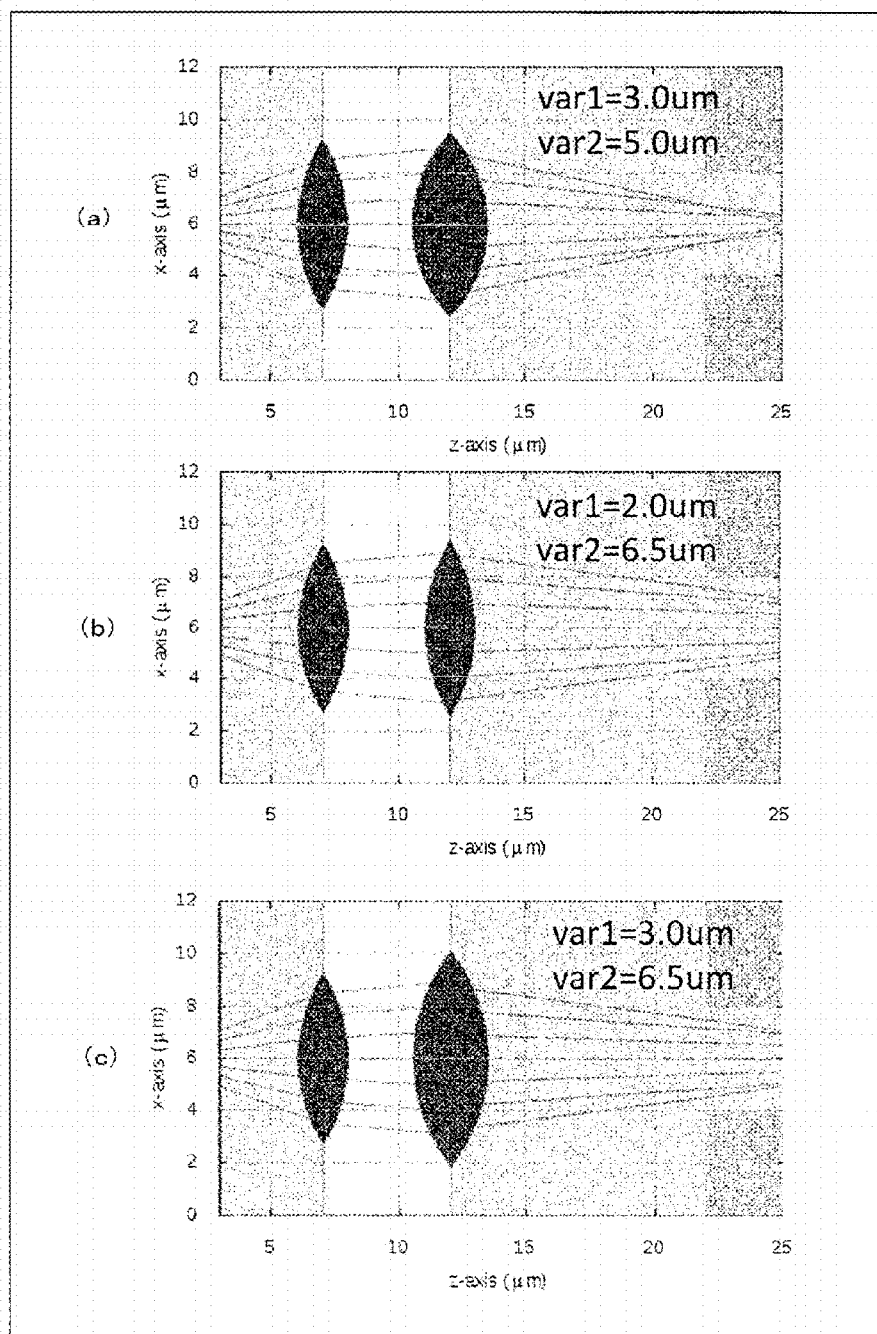 (a)
x-axis (μm)
12
10
8
6
4
2
0
var1=3.0um
var2=5.0um
5 10 15 20 25
z-axis (μm)
(b)
x-axis (μm)
12
10
8
6
4
2
0
var1=2.0um
var2=6.5um
5 10 15 20 25
z-axis (μm)
(c)
x-axis (μm)
12
10
8
6
4
2
0
var1=3.0um
var2=6.5um
5 10 15 20 25
z-axis (μm)